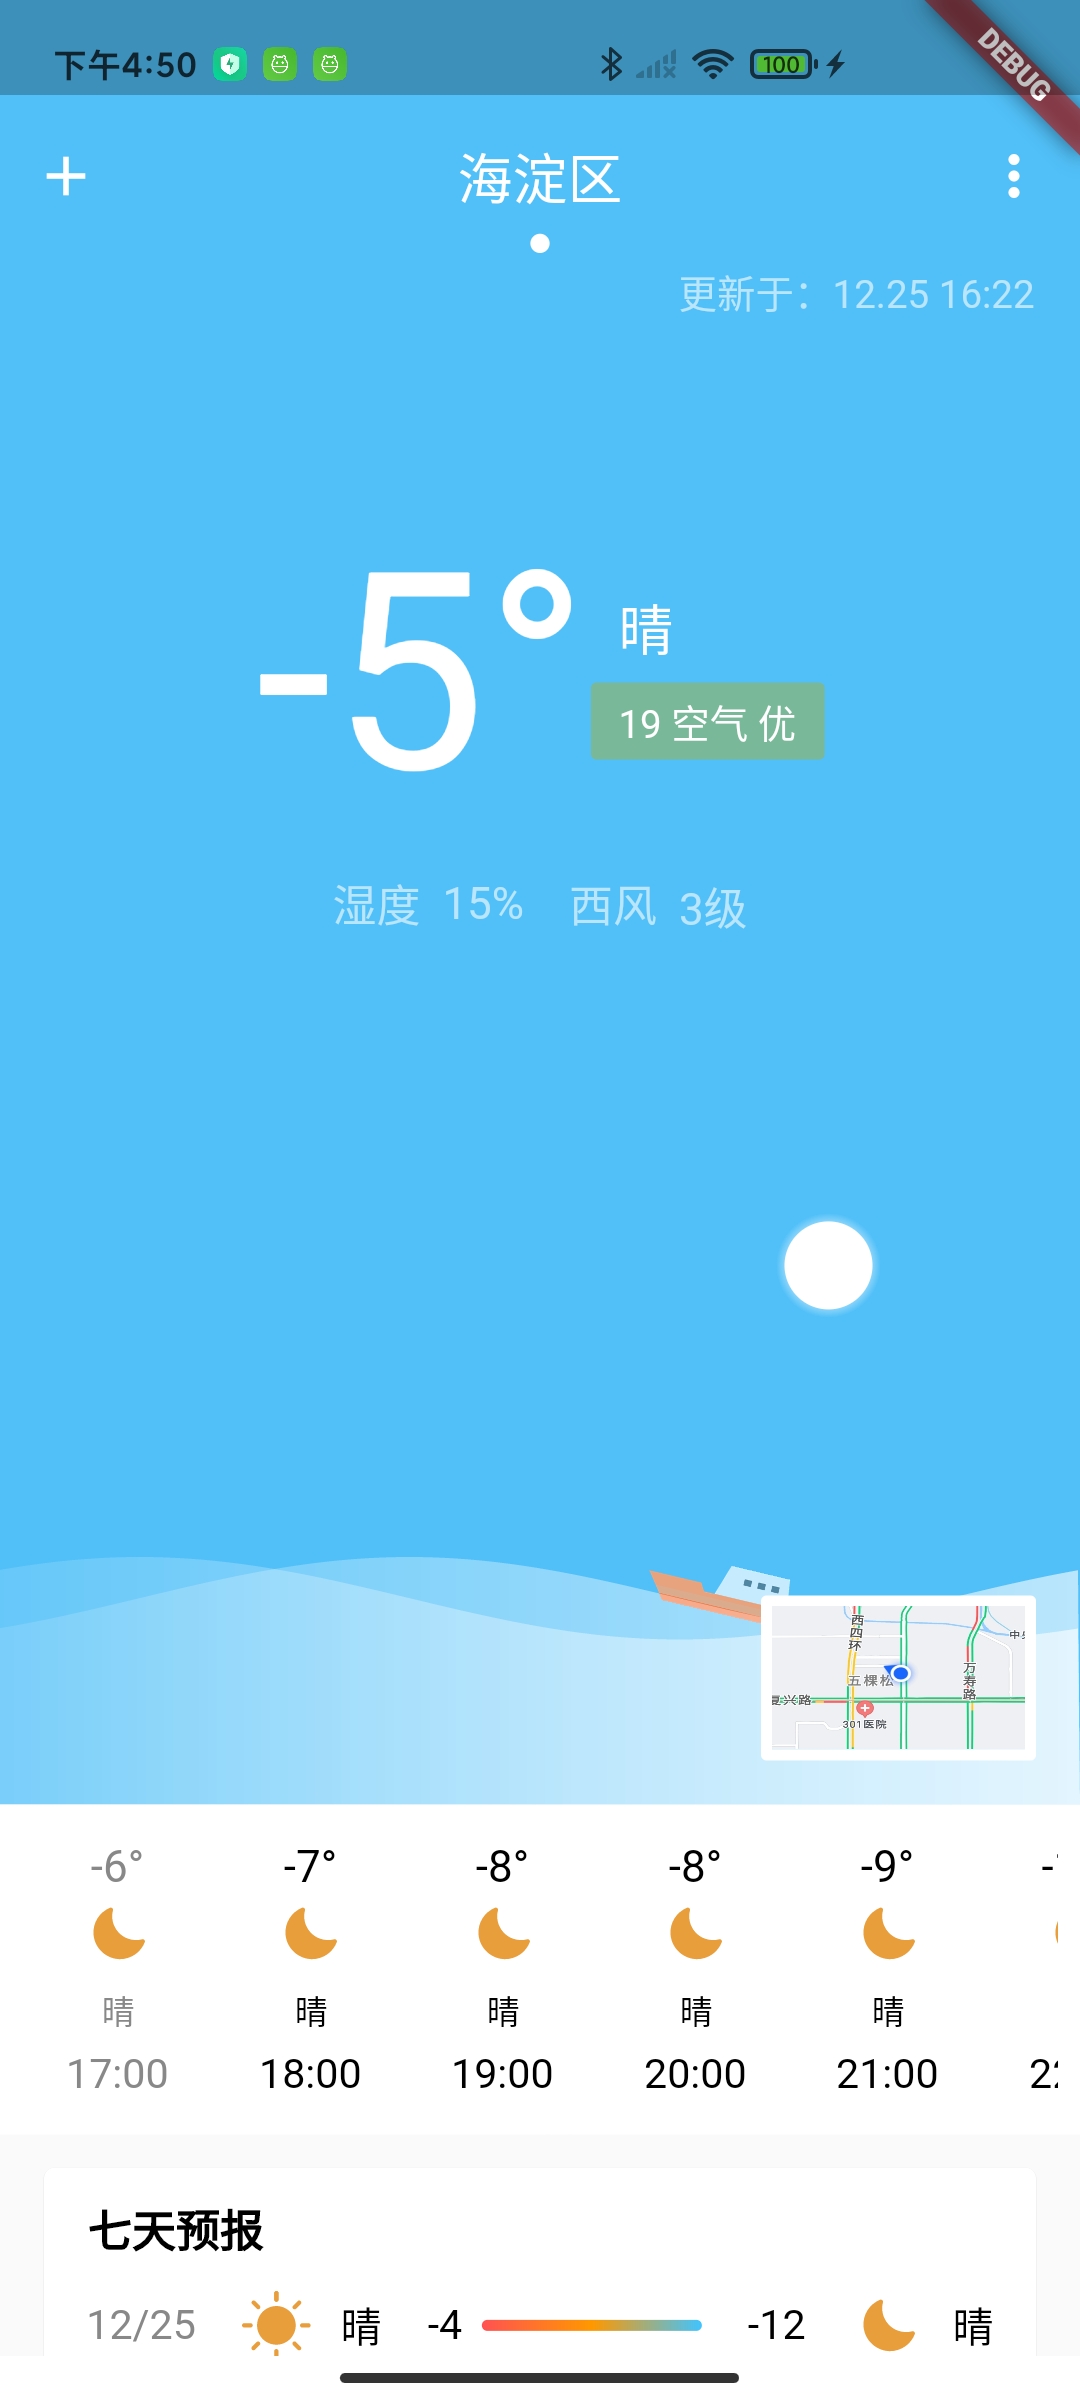 下午4:50 100
DEBUG
海淀区
更新于：12.25 16:22
-5°
晴
19 空气 优
湿度 15% 西风 3级
西四环
中央
五棵松
万寿路
复兴路
301医院
-6° -7° -8° -8° -9°
晴 晴 晴 晴 晴
17:00 18:00 19:00 20:00 21:00
七天预报
12/25 晴 -4 -12 晴